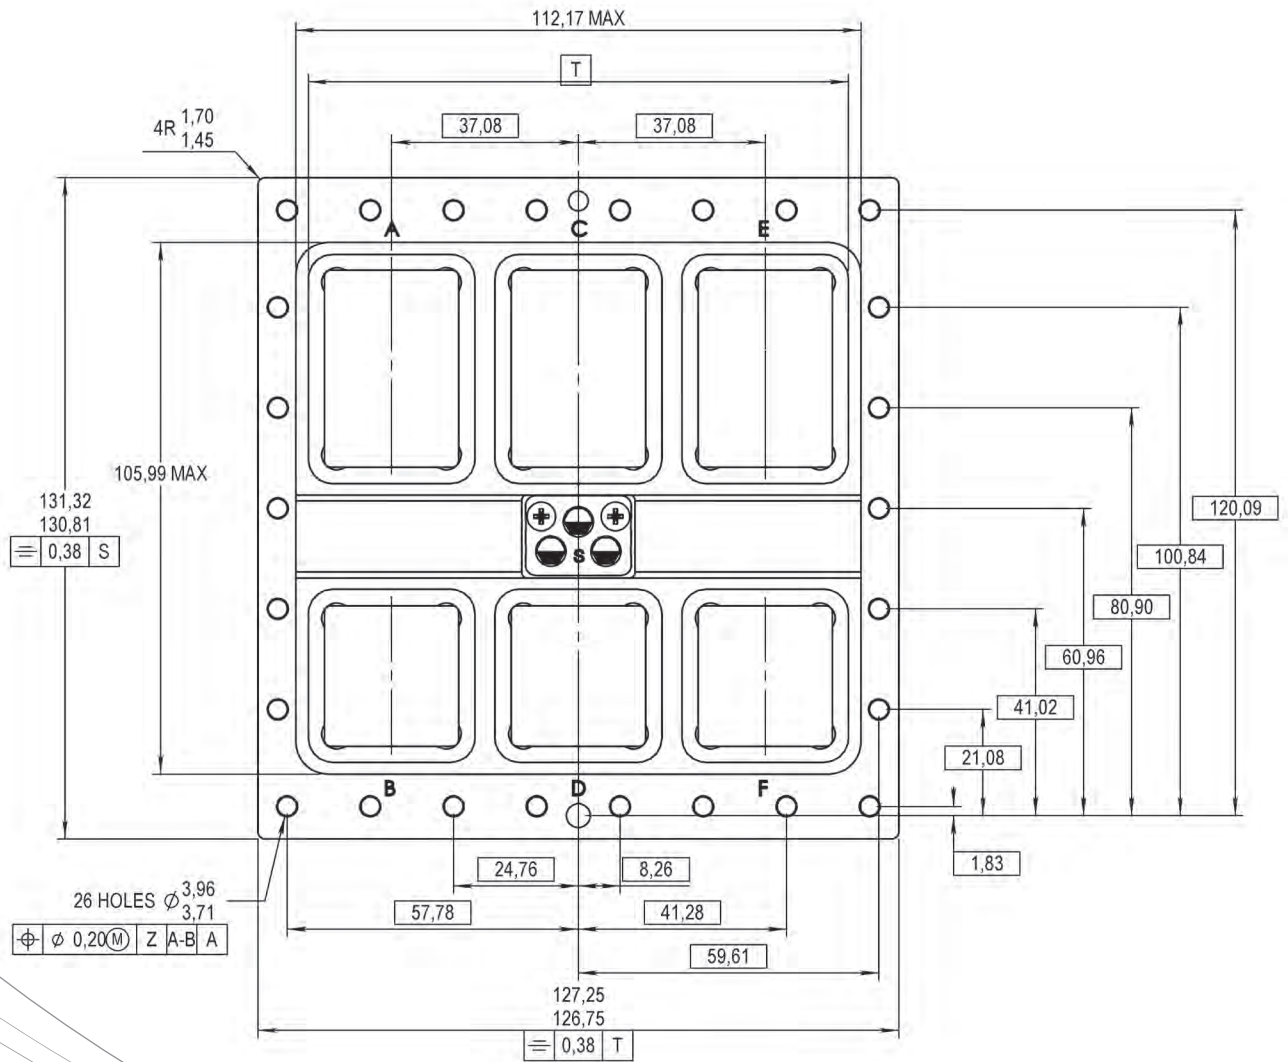 112,17 MAX
T
37,08 37,08
4R 1,70
1,45
A C E
105,99 MAX
131,32
130,81
⌯ 0,38 S
S
120,09
100,84
80,90
60,96
41,02
21,08
1,83
B D F
24,76 8,26
57,78 41,28
59,61
26 HOLES ⌀ 3,96
3,71
⌖ ⌀ 0,20 Ⓜ Z A-B A
127,25
126,75
⌯ 0,38 T